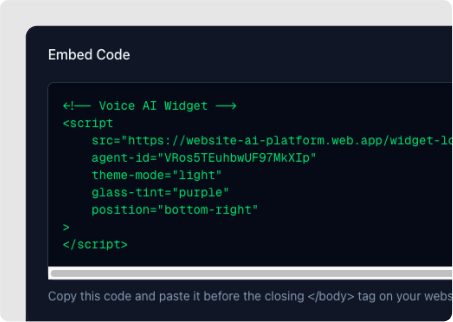 Embed Code
<!-- Voice AI Widget -->
<script
src="https://website-ai-platform.web.app/widget-lo
agent-id="VRos5TEuhbwUF97MkXIp"
theme-mode="light"
glass-tint="purple"
position="bottom-right"
>
</script>
Copy this code and paste it before the closing </body> tag on your webs